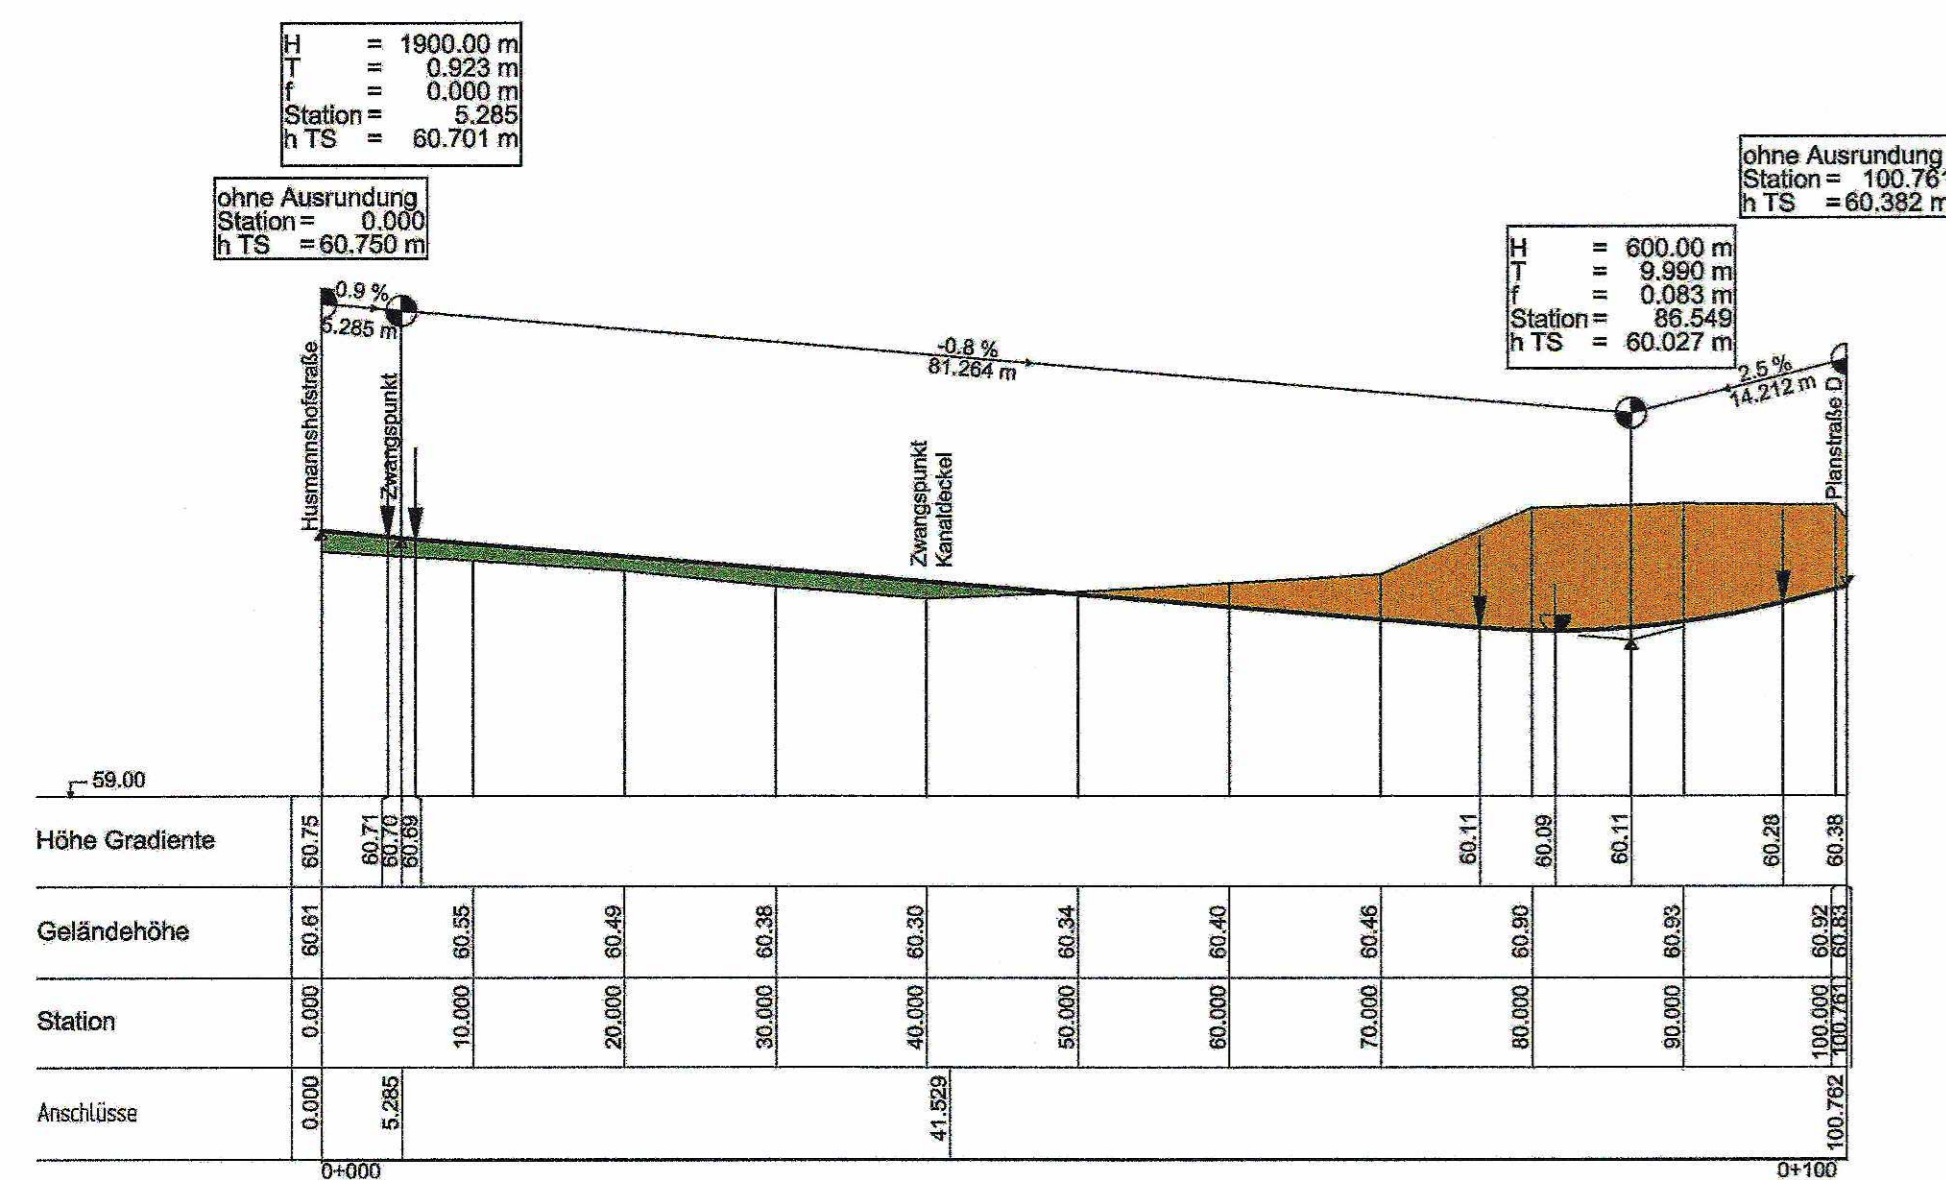 H = 1900.00 m
T = 0.923 m
f = 0.000 m
Station = 5.285
h TS = 60.701 m
ohne Ausrundung
Station = 0.000
h TS = 60.750 m
ohne Ausrundung
Station = 100.761
h TS = 60.382 m
H = 600.00 m
T = 9.990 m
f = 0.083 m
Station = 86.549
h TS = 60.027 m
-0.9 %
5.285 m
-0.8 %
81.264 m
2.5 %
14.212 m
Husmannshofstraße
Zwangspunkt
Zwangspunkt
Kanaldeckel
Planstraße D
59.00
Höhe Gradiente 60.75 60.71 60.70 60.69 60.11 60.09 60.11 60.28 60.38
Geländehöhe 60.61 60.55 60.49 60.38 60.30 60.34 60.40 60.46 60.90 60.93 60.92 60.83
Station 0.000 10.000 20.000 30.000 40.000 50.000 60.000 70.000 80.000 90.000 100.000 100.761
Anschlüsse 0.000 5.285 41.529 100.762
0+000 0+100